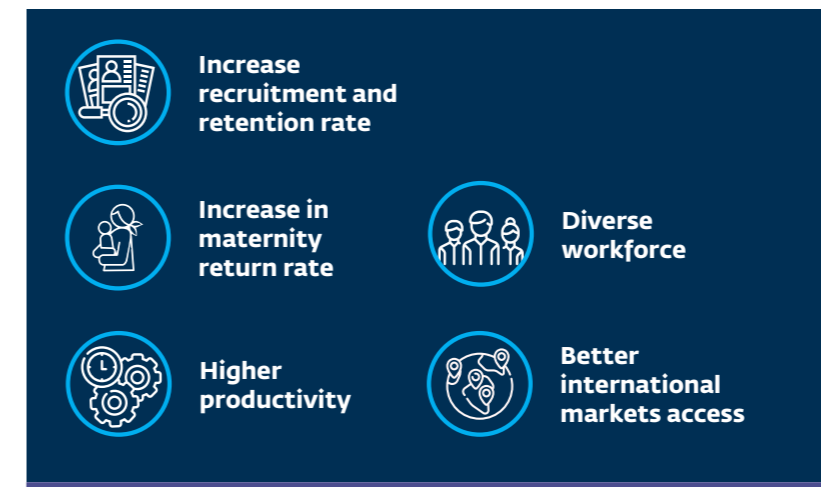 Increase
recruitment and
retention rate
Increase in
maternity
return rate
Diverse
workforce
Higher
productivity
Better
international
markets access